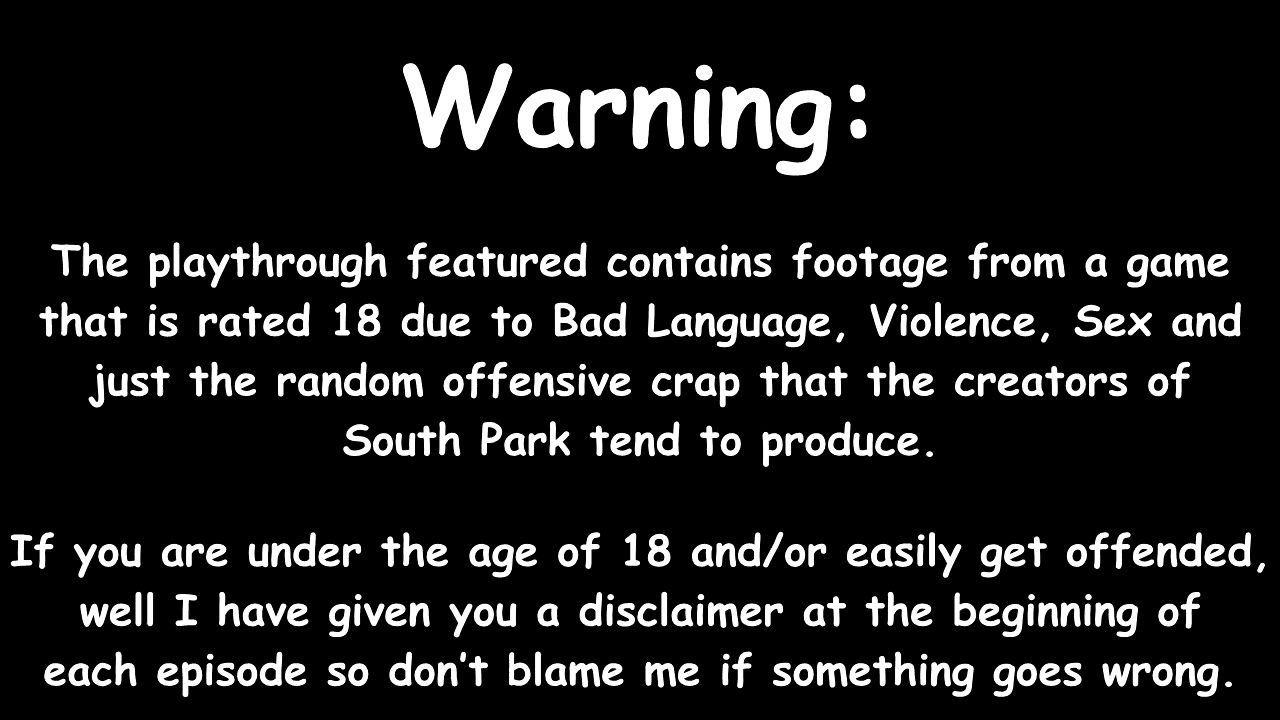 Warning:
The playthrough featured contains footage from a game
that is rated 18 due to Bad Language, Violence, Sex and
just the random offensive crap that the creators of
South Park tend to produce.
If you are under the age of 18 and/or easily get offended,
well I have given you a disclaimer at the beginning of
each episode so don't blame me if something goes wrong.